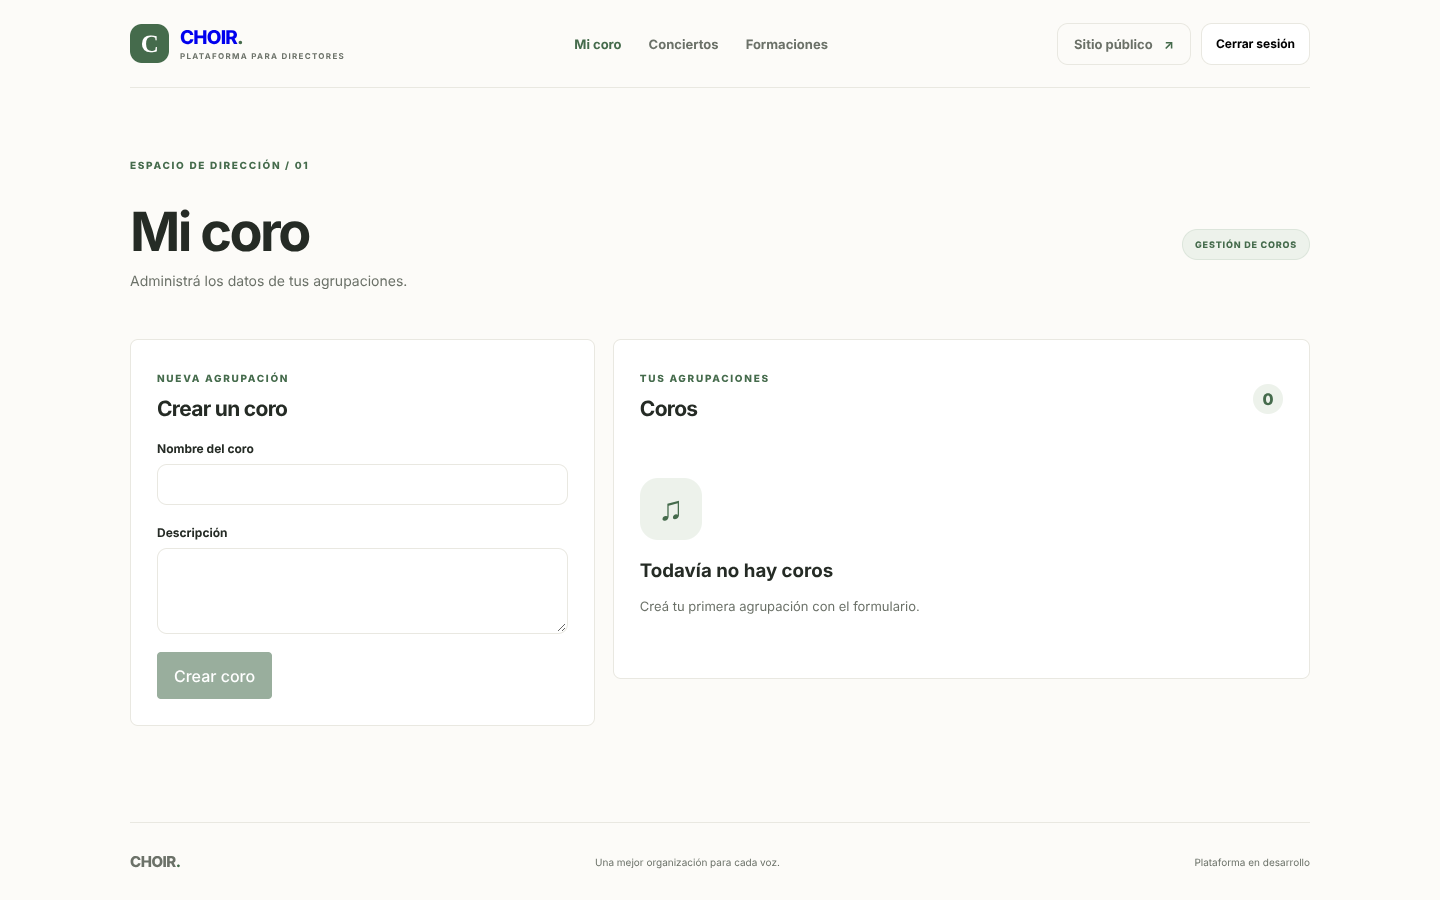 C
CHOIR.
PLATAFORMA PARA DIRECTORES
Mi coro
Conciertos
Formaciones
Sitio público ↗
Cerrar sesión
ESPACIO DE DIRECCIÓN / 01
Mi coro
Administrá los datos de tus agrupaciones.
GESTIÓN DE COROS
NUEVA AGRUPACIÓN
Crear un coro
Nombre del coro
Descripción
Crear coro
TUS AGRUPACIONES
Coros
0
♫
Todavía no hay coros
Creá tu primera agrupación con el formulario.
CHOIR.
Una mejor organización para cada voz.
Plataforma en desarrollo